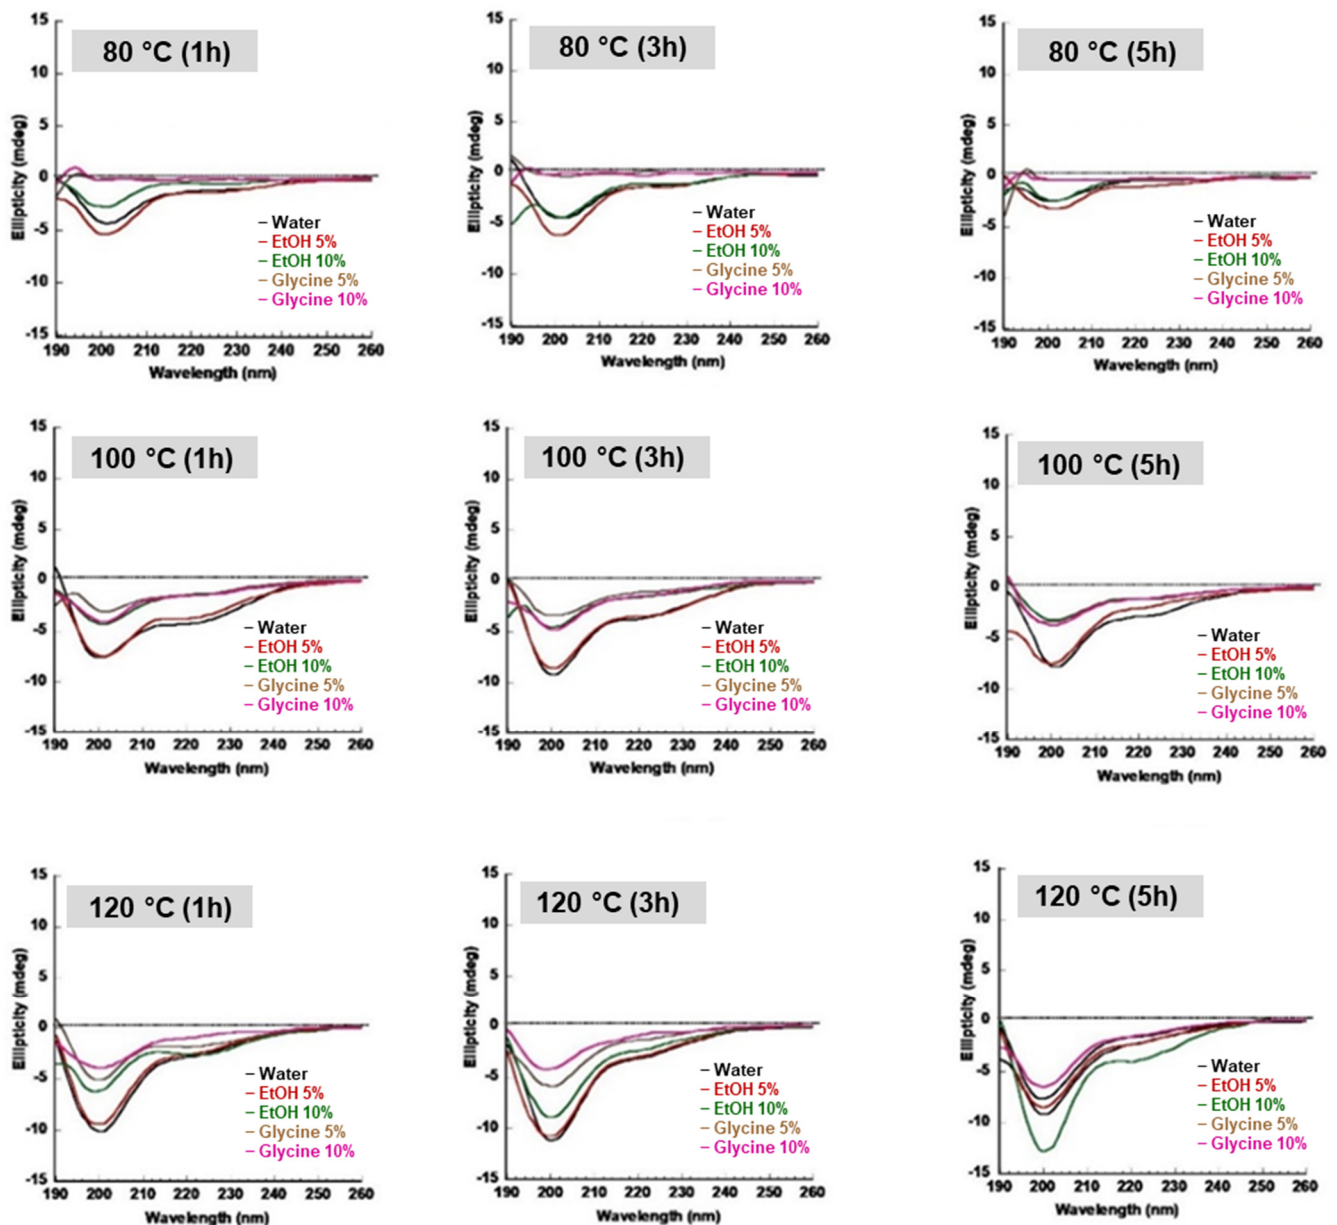 80 °C (1h)
15
10
5
0
-5
-10
-15
Ellipticity (mdeg)
– Water
– EtOH 5%
– EtOH 10%
– Glycine 5%
– Glycine 10%
190 200 210 220 230 240 250 260
Wavelength (nm)
80 °C (3h)
15
10
5
0
-5
-10
-15
Ellipticity (mdeg)
– Water
– EtOH 5%
– EtOH 10%
– Glycine 5%
– Glycine 10%
190 200 210 220 230 240 250 260
Wavelength (nm)
80 °C (5h)
15
10
5
0
-5
-10
-15
Ellipticity (mdeg)
– Water
– EtOH 5%
– EtOH 10%
– Glycine 5%
– Glycine 10%
190 200 210 220 230 240 250 260
Wavelength (nm)
100 °C (1h)
15
10
5
0
-5
-10
-15
Ellipticity (mdeg)
– Water
– EtOH 5%
– EtOH 10%
– Glycine 5%
– Glycine 10%
190 200 210 220 230 240 250 260
Wavelength (nm)
100 °C (3h)
15
10
5
0
-5
-10
-15
Ellipticity (mdeg)
– Water
– EtOH 5%
– EtOH 10%
– Glycine 5%
– Glycine 10%
190 200 210 220 230 240 250 260
Wavelength (nm)
100 °C (5h)
15
10
5
0
-5
-10
-15
Ellipticity (mdeg)
– Water
– EtOH 5%
– EtOH 10%
– Glycine 5%
– Glycine 10%
190 200 210 220 230 240 250 260
Wavelength (nm)
120 °C (1h)
15
10
5
0
-5
-10
-15
Ellipticity (mdeg)
– Water
– EtOH 5%
– EtOH 10%
– Glycine 5%
– Glycine 10%
190 200 210 220 230 240 250 260
Wavelength (nm)
120 °C (3h)
15
10
5
0
-5
-10
-15
Ellipticity (mdeg)
– Water
– EtOH 5%
– EtOH 10%
– Glycine 5%
– Glycine 10%
190 200 210 220 230 240 250 260
Wavelength (nm)
120 °C (5h)
15
10
5
0
-5
-10
-15
Ellipticity (mdeg)
– Water
– EtOH 5%
– EtOH 10%
– Glycine 5%
– Glycine 10%
190 200 210 220 230 240 250 260
Wavelength (nm)